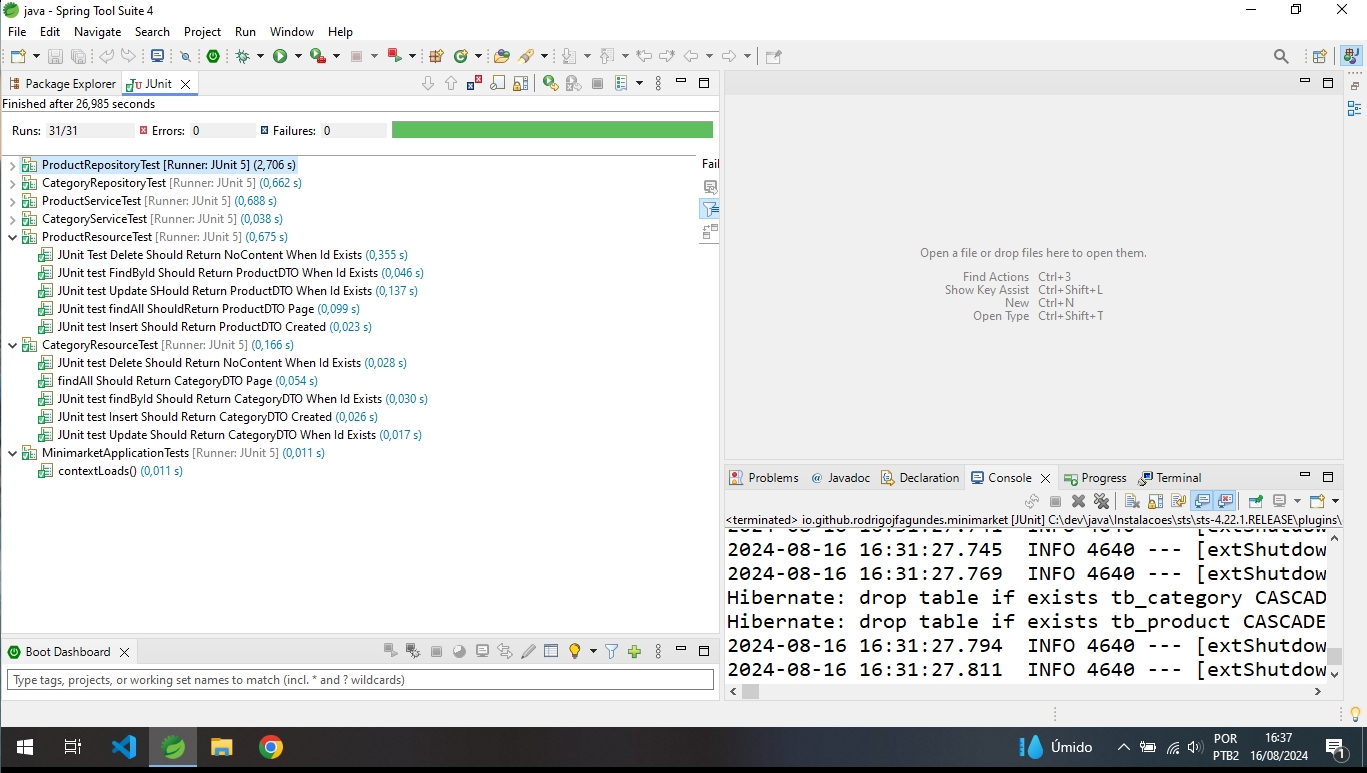 java - Spring Tool Suite 4
File Edit Navigate Search Project Run Window Help
Package Explorer JUnit
Finished after 26,985 seconds
Runs: 31/31 Errors: 0 Failures: 0
ProductRepositoryTest [Runner: JUnit 5] (2,706 s)
CategoryRepositoryTest [Runner: JUnit 5] (0,662 s)
ProductServiceTest [Runner: JUnit 5] (0,688 s)
CategoryServiceTest [Runner: JUnit 5] (0,038 s)
ProductResourceTest [Runner: JUnit 5] (0,675 s)
JUnit Test Delete Should Return NoContent When Id Exists (0,355 s)
JUnit test FindById Should Return ProductDTO When Id Exists (0,046 s)
JUnit test Update SHould Return ProductDTO When Id Exists (0,137 s)
JUnit test findAll ShouldReturn ProductDTO Page (0,099 s)
JUnit test Insert Should Return ProductDTO Created (0,023 s)
CategoryResourceTest [Runner: JUnit 5] (0,166 s)
JUnit test Delete Should Return NoContent When Id Exists (0,028 s)
findAll Should Return CategoryDTO Page (0,054 s)
JUnit test findById Should Return CategoryDTO When Id Exists (0,030 s)
JUnit test Insert Should Return CategoryDTO Created (0,026 s)
JUnit test Update Should Return CategoryDTO When Id Exists (0,017 s)
MinimarketApplicationTests [Runner: JUnit 5] (0,011 s)
contextLoads() (0,011 s)
Fail
Open a file or drop files here to open them.
Find Actions Ctrl+3
Show Key Assist Ctrl+Shift+L
New Ctrl+N
Open Type Ctrl+Shift+T
Problems Javadoc Declaration Console Progress Terminal
<terminated> io.github.rodrigojfagundes.minimarket [JUnit] C:\dev\java\Instalacoes\sts\sts-4.22.1.RELEASE\plugins\
2024-08-16 16:31:27.741 INFO 4640 --- [extShutdow
2024-08-16 16:31:27.745 INFO 4640 --- [extShutdow
2024-08-16 16:31:27.769 INFO 4640 --- [extShutdow
Hibernate: drop table if exists tb_category CASCAD
Hibernate: drop table if exists tb_product CASCADE
2024-08-16 16:31:27.794 INFO 4640 --- [extShutdow
2024-08-16 16:31:27.811 INFO 4640 --- [extShutdow
Boot Dashboard
Type tags, projects, or working set names to match (incl. * and ? wildcards)
Úmido
POR
PTB2
16:37
16/08/2024
1